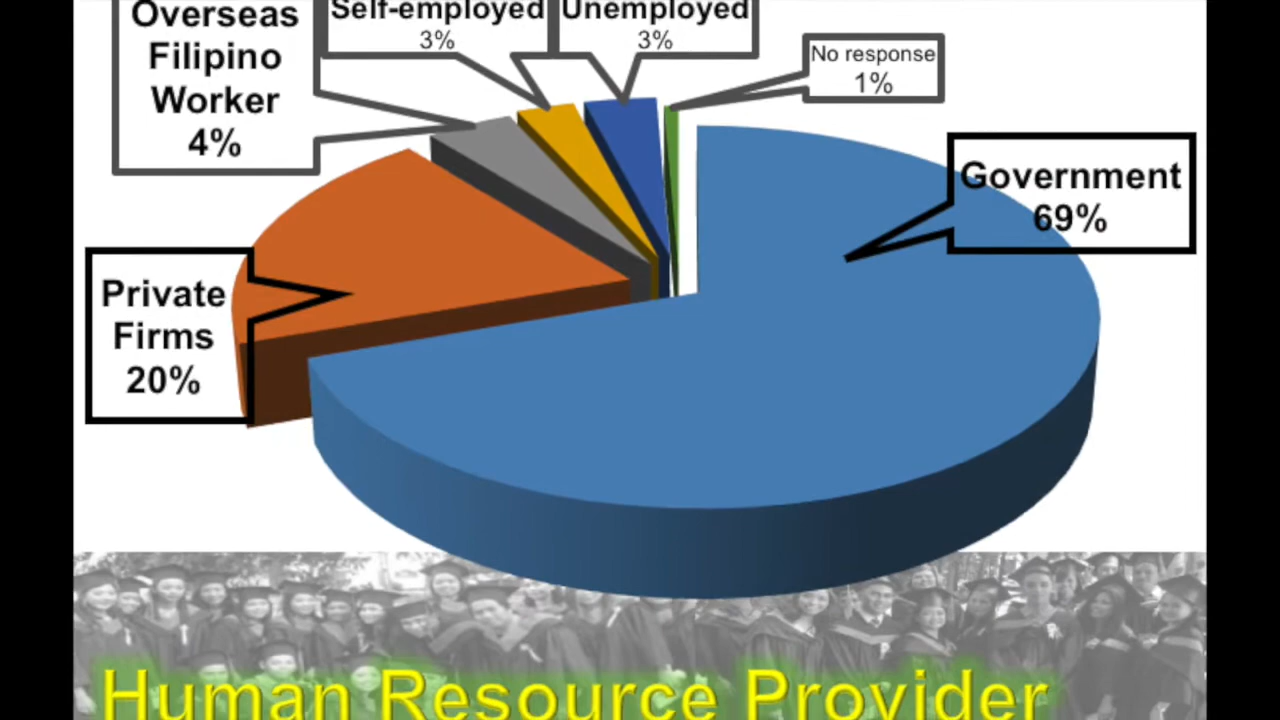 Overseas
Filipino
Worker
4%
Self-employed
3%
Unemployed
3%
No response
1%
Government
69%
Private
Firms
20%
Human Resource Provider